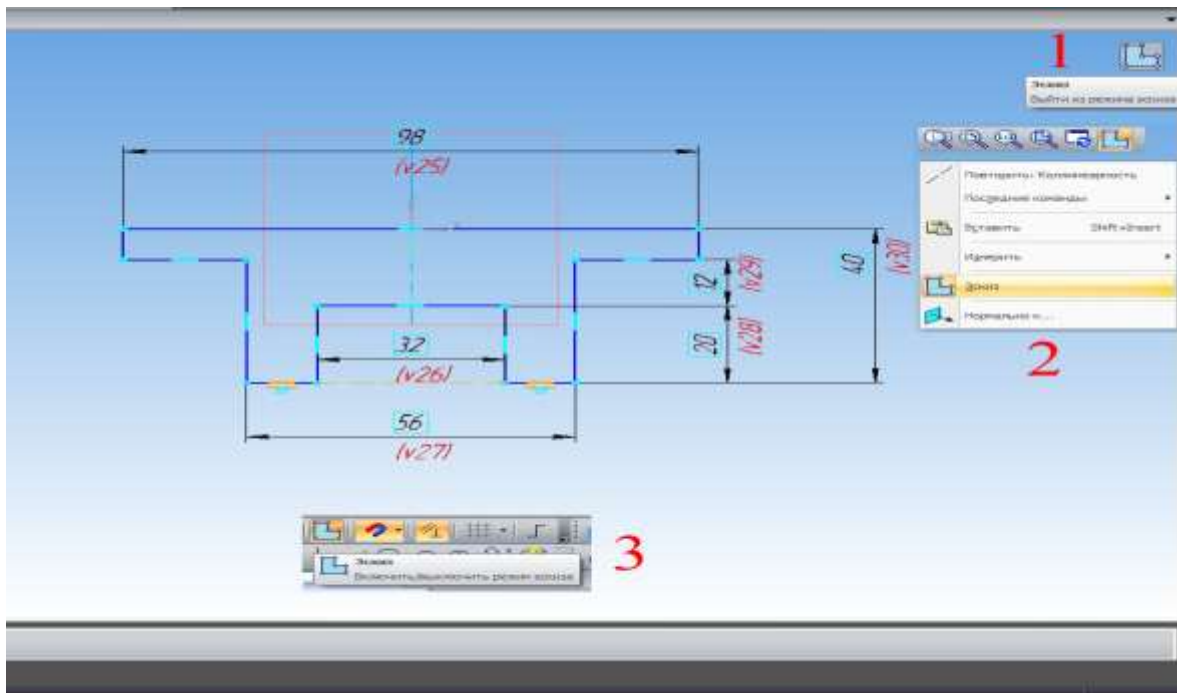 1
Эскиз
Выйти из режима эскиза
98
(v25)
Повторить: Коллинеарность
Последние команды
Вставить Shift+Insert
Измерить
Эскиз
Нормально к...
2
40
(v30)
12
(v29)
20
(v28)
32
(v26)
56
(v27)
3
Эскиз
Включить/выключить режим эскиза